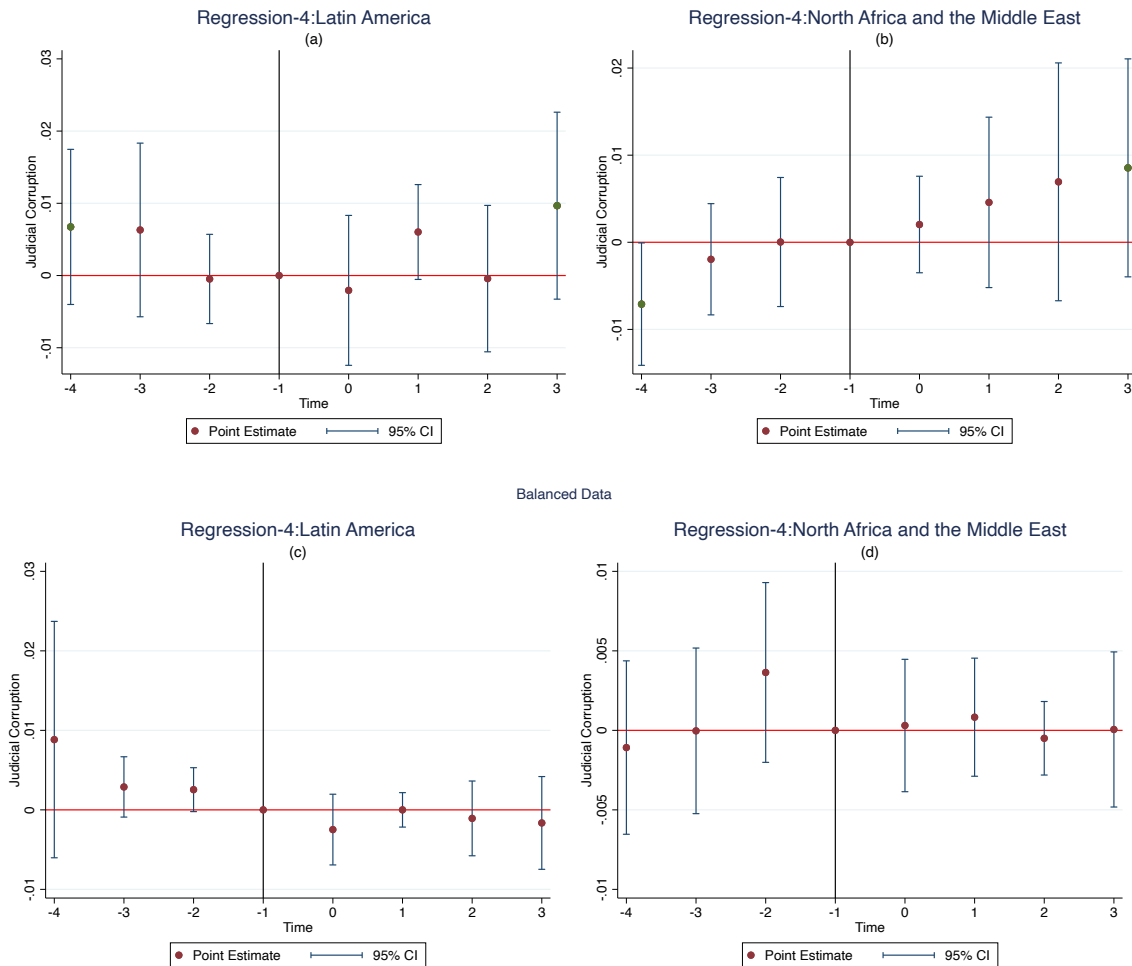 Regression-4:Latin America
(a)
Judicial Corruption
.03
.02
.01
0
-.01
-4 -3 -2 -1 0 1 2 3
Time
Point Estimate 95% CI
Regression-4:North Africa and the Middle East
(b)
Judicial Corruption
.02
.01
0
-.01
-4 -3 -2 -1 0 1 2 3
Time
Point Estimate 95% CI
Balanced Data
Regression-4:Latin America
(c)
Judicial Corruption
.03
.02
.01
0
-.01
-4 -3 -2 -1 0 1 2 3
Time
Point Estimate 95% CI
Regression-4:North Africa and the Middle East
(d)
Judicial Corruption
.01
.005
0
-.005
-.01
-4 -3 -2 -1 0 1 2 3
Time
Point Estimate 95% CI